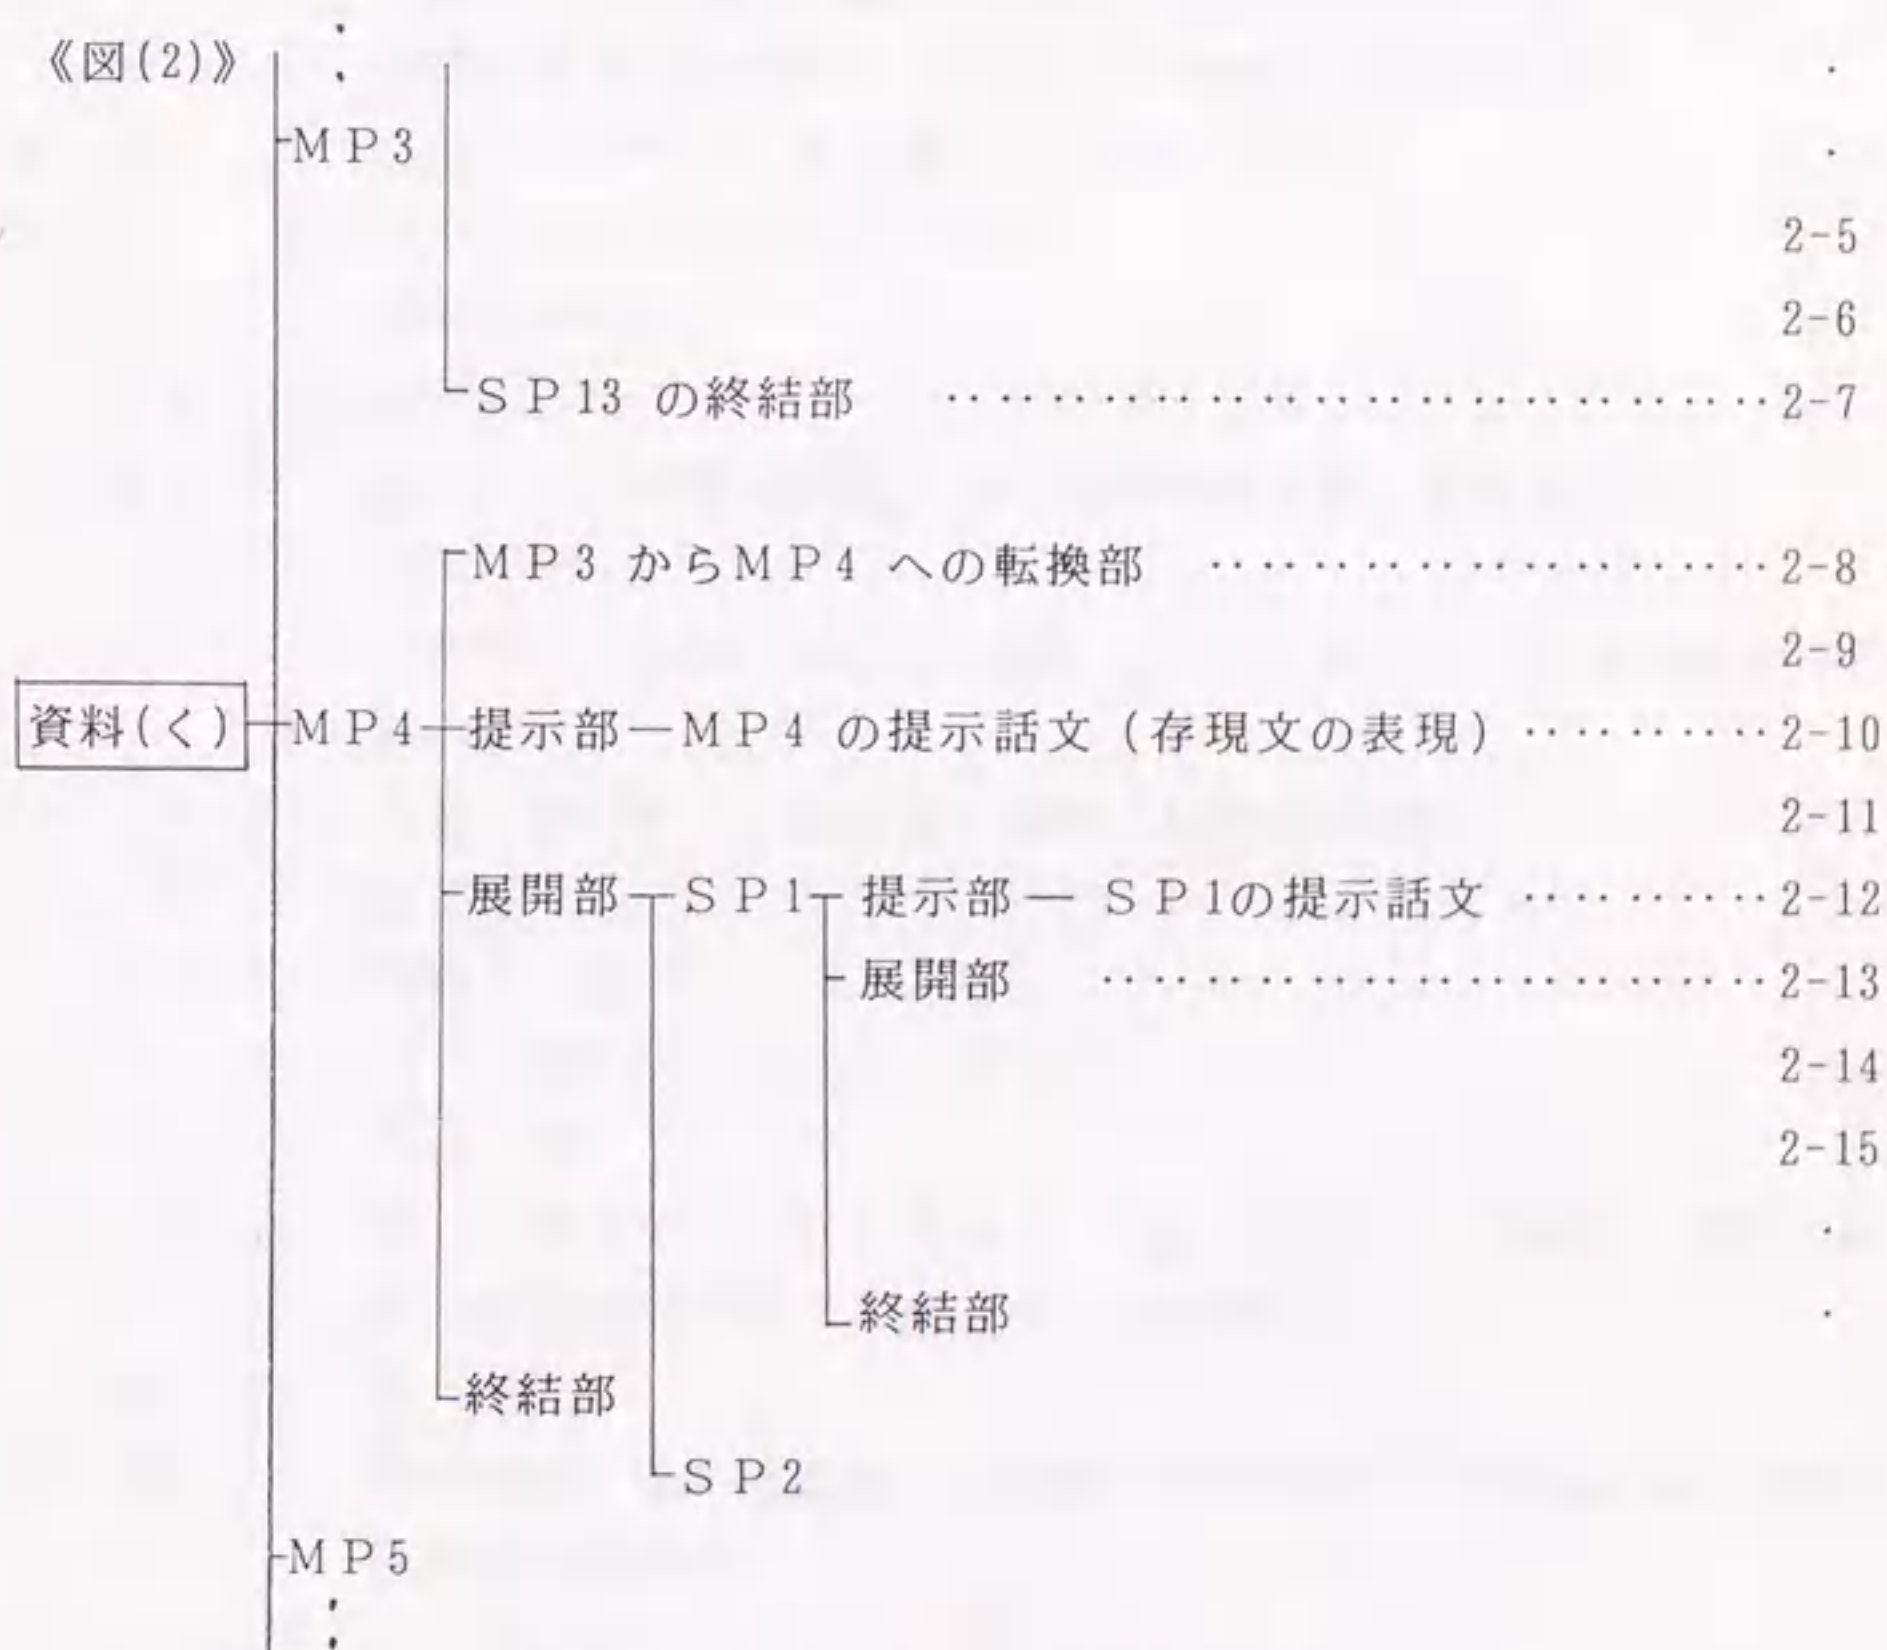 《図(2)》
MP3
2-5
2-6
SP13 の終結部 ································ 2-7
MP3 からMP4 への転換部 ······················ 2-8
2-9
資料(く) MP4 提示部 MP4 の提示話文（存現文の表現） ·········· 2-10
2-11
展開部 SP1 提示部 SP1の提示話文 ·········· 2-12
展開部 ·························· 2-13
2-14
2-15
終結部
終結部
SP2
MP5